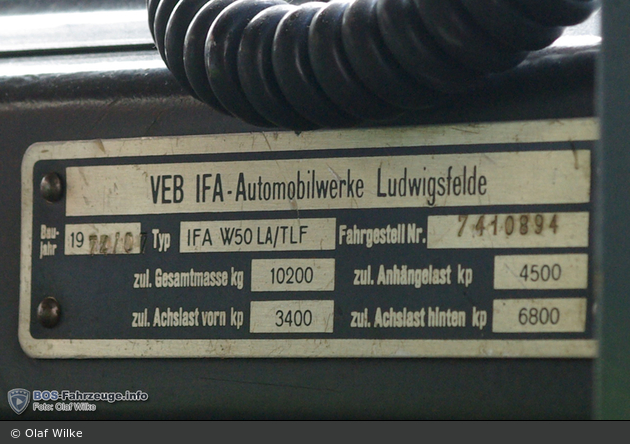 VEB IFA-Automobilwerke Ludwigsfelde
Bau-
jahr 19 Typ IFA W50 LA/TLF Fahrgestell Nr. 7410894
zul. Gesamtmasse kg 10200 zul. Anhängelast kp 4500
zul. Achslast vorn kp 3400 zul. Achslast hinten kp 6800
BOS-Fahrzeuge.info
Foto: Olaf Wilke
© Olaf Wilke